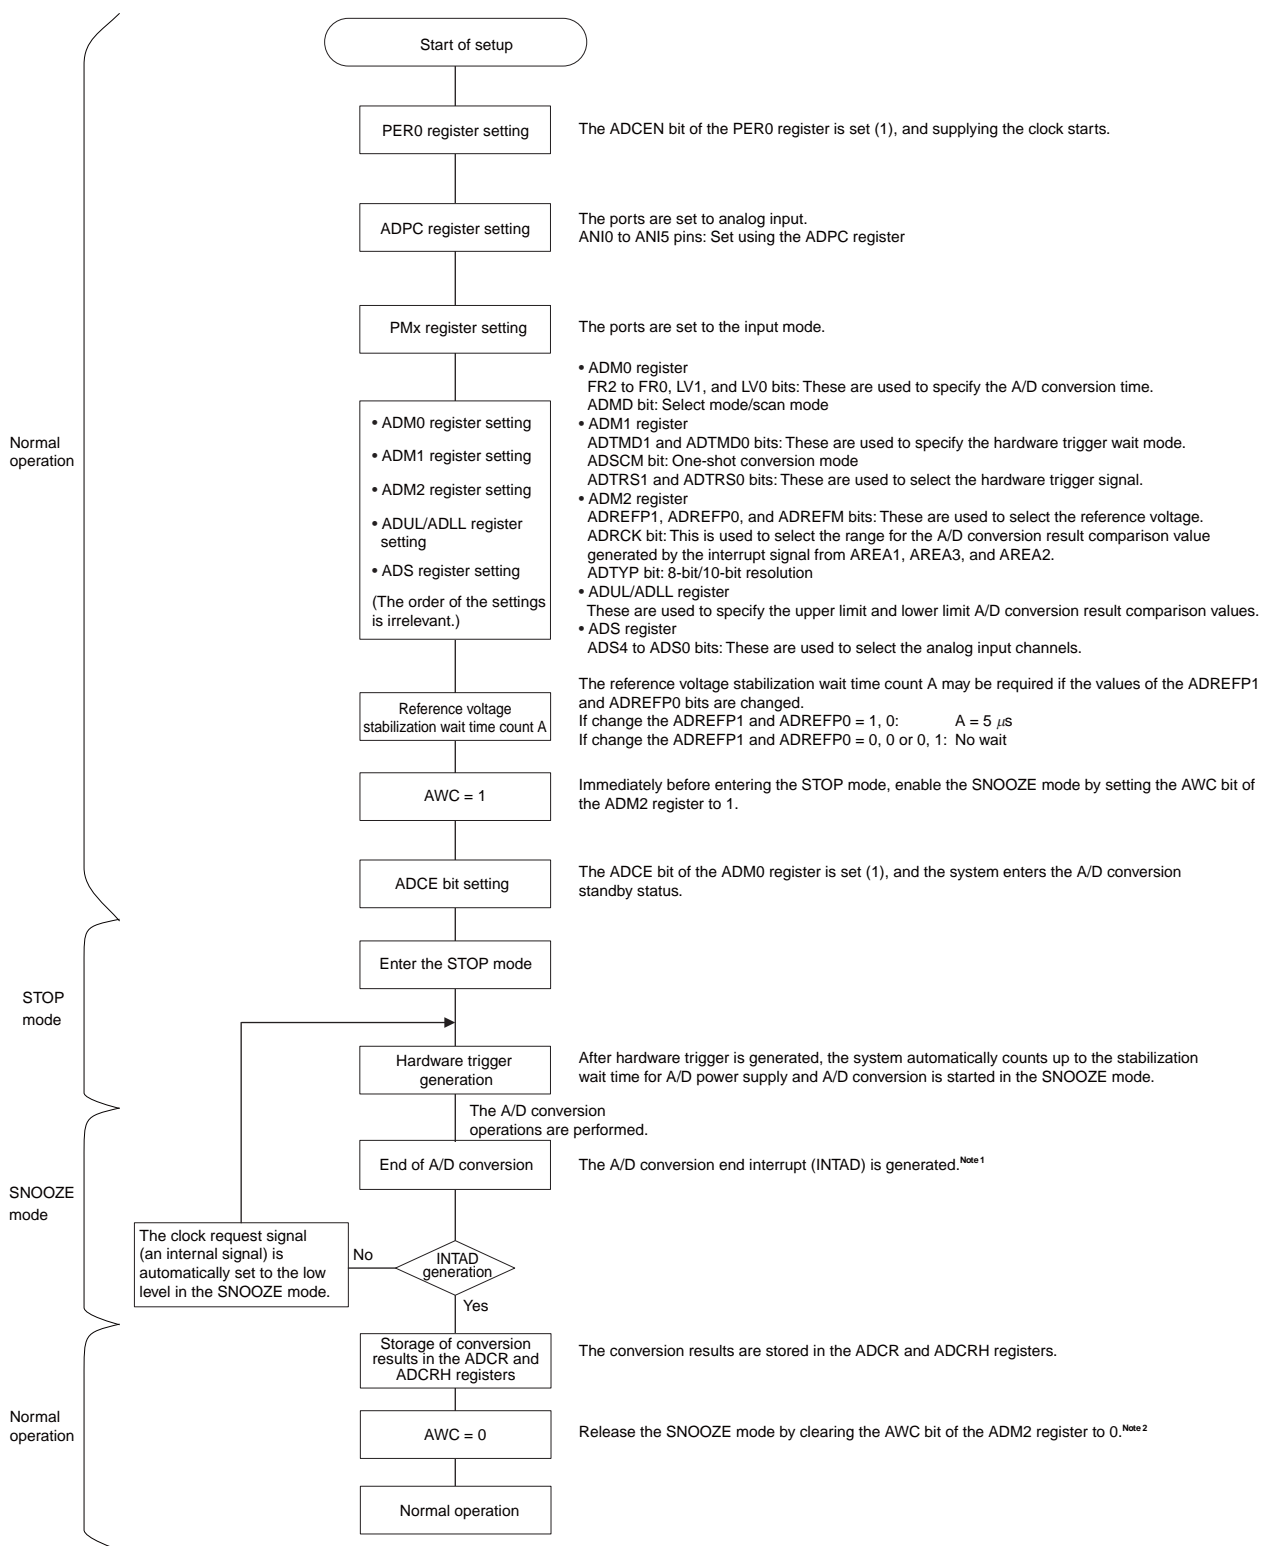 Start of setup
PER0 register setting
The ADCEN bit of the PER0 register is set (1), and supplying the clock starts.
ADPC register setting
The ports are set to analog input.
ANI0 to ANI5 pins: Set using the ADPC register
PMx register setting
The ports are set to the input mode.
Normal
operation
• ADM0 register setting
• ADM1 register setting
• ADM2 register setting
• ADUL/ADLL register
setting
• ADS register setting
(The order of the settings
is irrelevant.)
• ADM0 register
FR2 to FR0, LV1, and LV0 bits: These are used to specify the A/D conversion time.
ADMD bit: Select mode/scan mode
• ADM1 register
ADTMD1 and ADTMD0 bits: These are used to specify the hardware trigger wait mode.
ADSCM bit: One-shot conversion mode
ADTRS1 and ADTRS0 bits: These are used to select the hardware trigger signal.
• ADM2 register
ADREFP1, ADREFP0, and ADREFM bits: These are used to select the reference voltage.
ADRCK bit: This is used to select the range for the A/D conversion result comparison value
generated by the interrupt signal from AREA1, AREA3, and AREA2.
ADTYP bit: 8-bit/10-bit resolution
• ADUL/ADLL register
These are used to specify the upper limit and lower limit A/D conversion result comparison values.
• ADS register
ADS4 to ADS0 bits: These are used to select the analog input channels.
Reference voltage
stabilization wait time count A
The reference voltage stabilization wait time count A may be required if the values of the ADREFP1
and ADREFP0 bits are changed.
If change the ADREFP1 and ADREFP0 = 1, 0: A = 5 μs
If change the ADREFP1 and ADREFP0 = 0, 0 or 0, 1: No wait
AWC = 1
Immediately before entering the STOP mode, enable the SNOOZE mode by setting the AWC bit of
the ADM2 register to 1.
ADCE bit setting
The ADCE bit of the ADM0 register is set (1), and the system enters the A/D conversion
standby status.
STOP
mode
Enter the STOP mode
Hardware trigger
generation
After hardware trigger is generated, the system automatically counts up to the stabilization
wait time for A/D power supply and A/D conversion is started in the SNOOZE mode.
The A/D conversion
operations are performed.
SNOOZE
mode
End of A/D conversion
The A/D conversion end interrupt (INTAD) is generated.Note 1
The clock request signal
(an internal signal) is
automatically set to the low
level in the SNOOZE mode.
No
INTAD
generation
Yes
Normal
operation
Storage of conversion
results in the ADCR and
ADCRH registers
The conversion results are stored in the ADCR and ADCRH registers.
AWC = 0
Release the SNOOZE mode by clearing the AWC bit of the ADM2 register to 0.Note 2
Normal operation